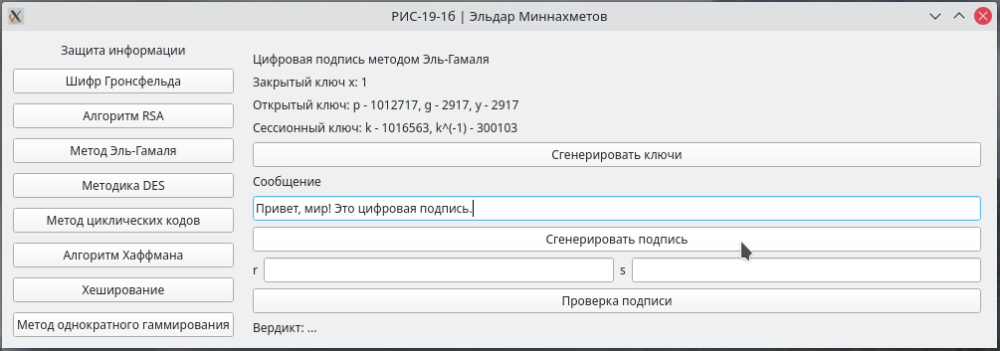 РИС-19-1б | Эльдар Миннахметов
Защита информации
Шифр Гронсфельда
Алгоритм RSA
Метод Эль-Гамаля
Методика DES
Метод циклических кодов
Алгоритм Хаффмана
Хеширование
Метод однократного гаммирования
Цифровая подпись методом Эль-Гамаля
Закрытый ключ x: 1
Открытый ключ: p - 1012717, g - 2917, y - 2917
Сессионный ключ: k - 1016563, k^(-1) - 300103
Сгенерировать ключи
Сообщение
Привет, мир! Это цифровая подпись.
Сгенерировать подпись
r s
Проверка подписи
Вердикт: ...